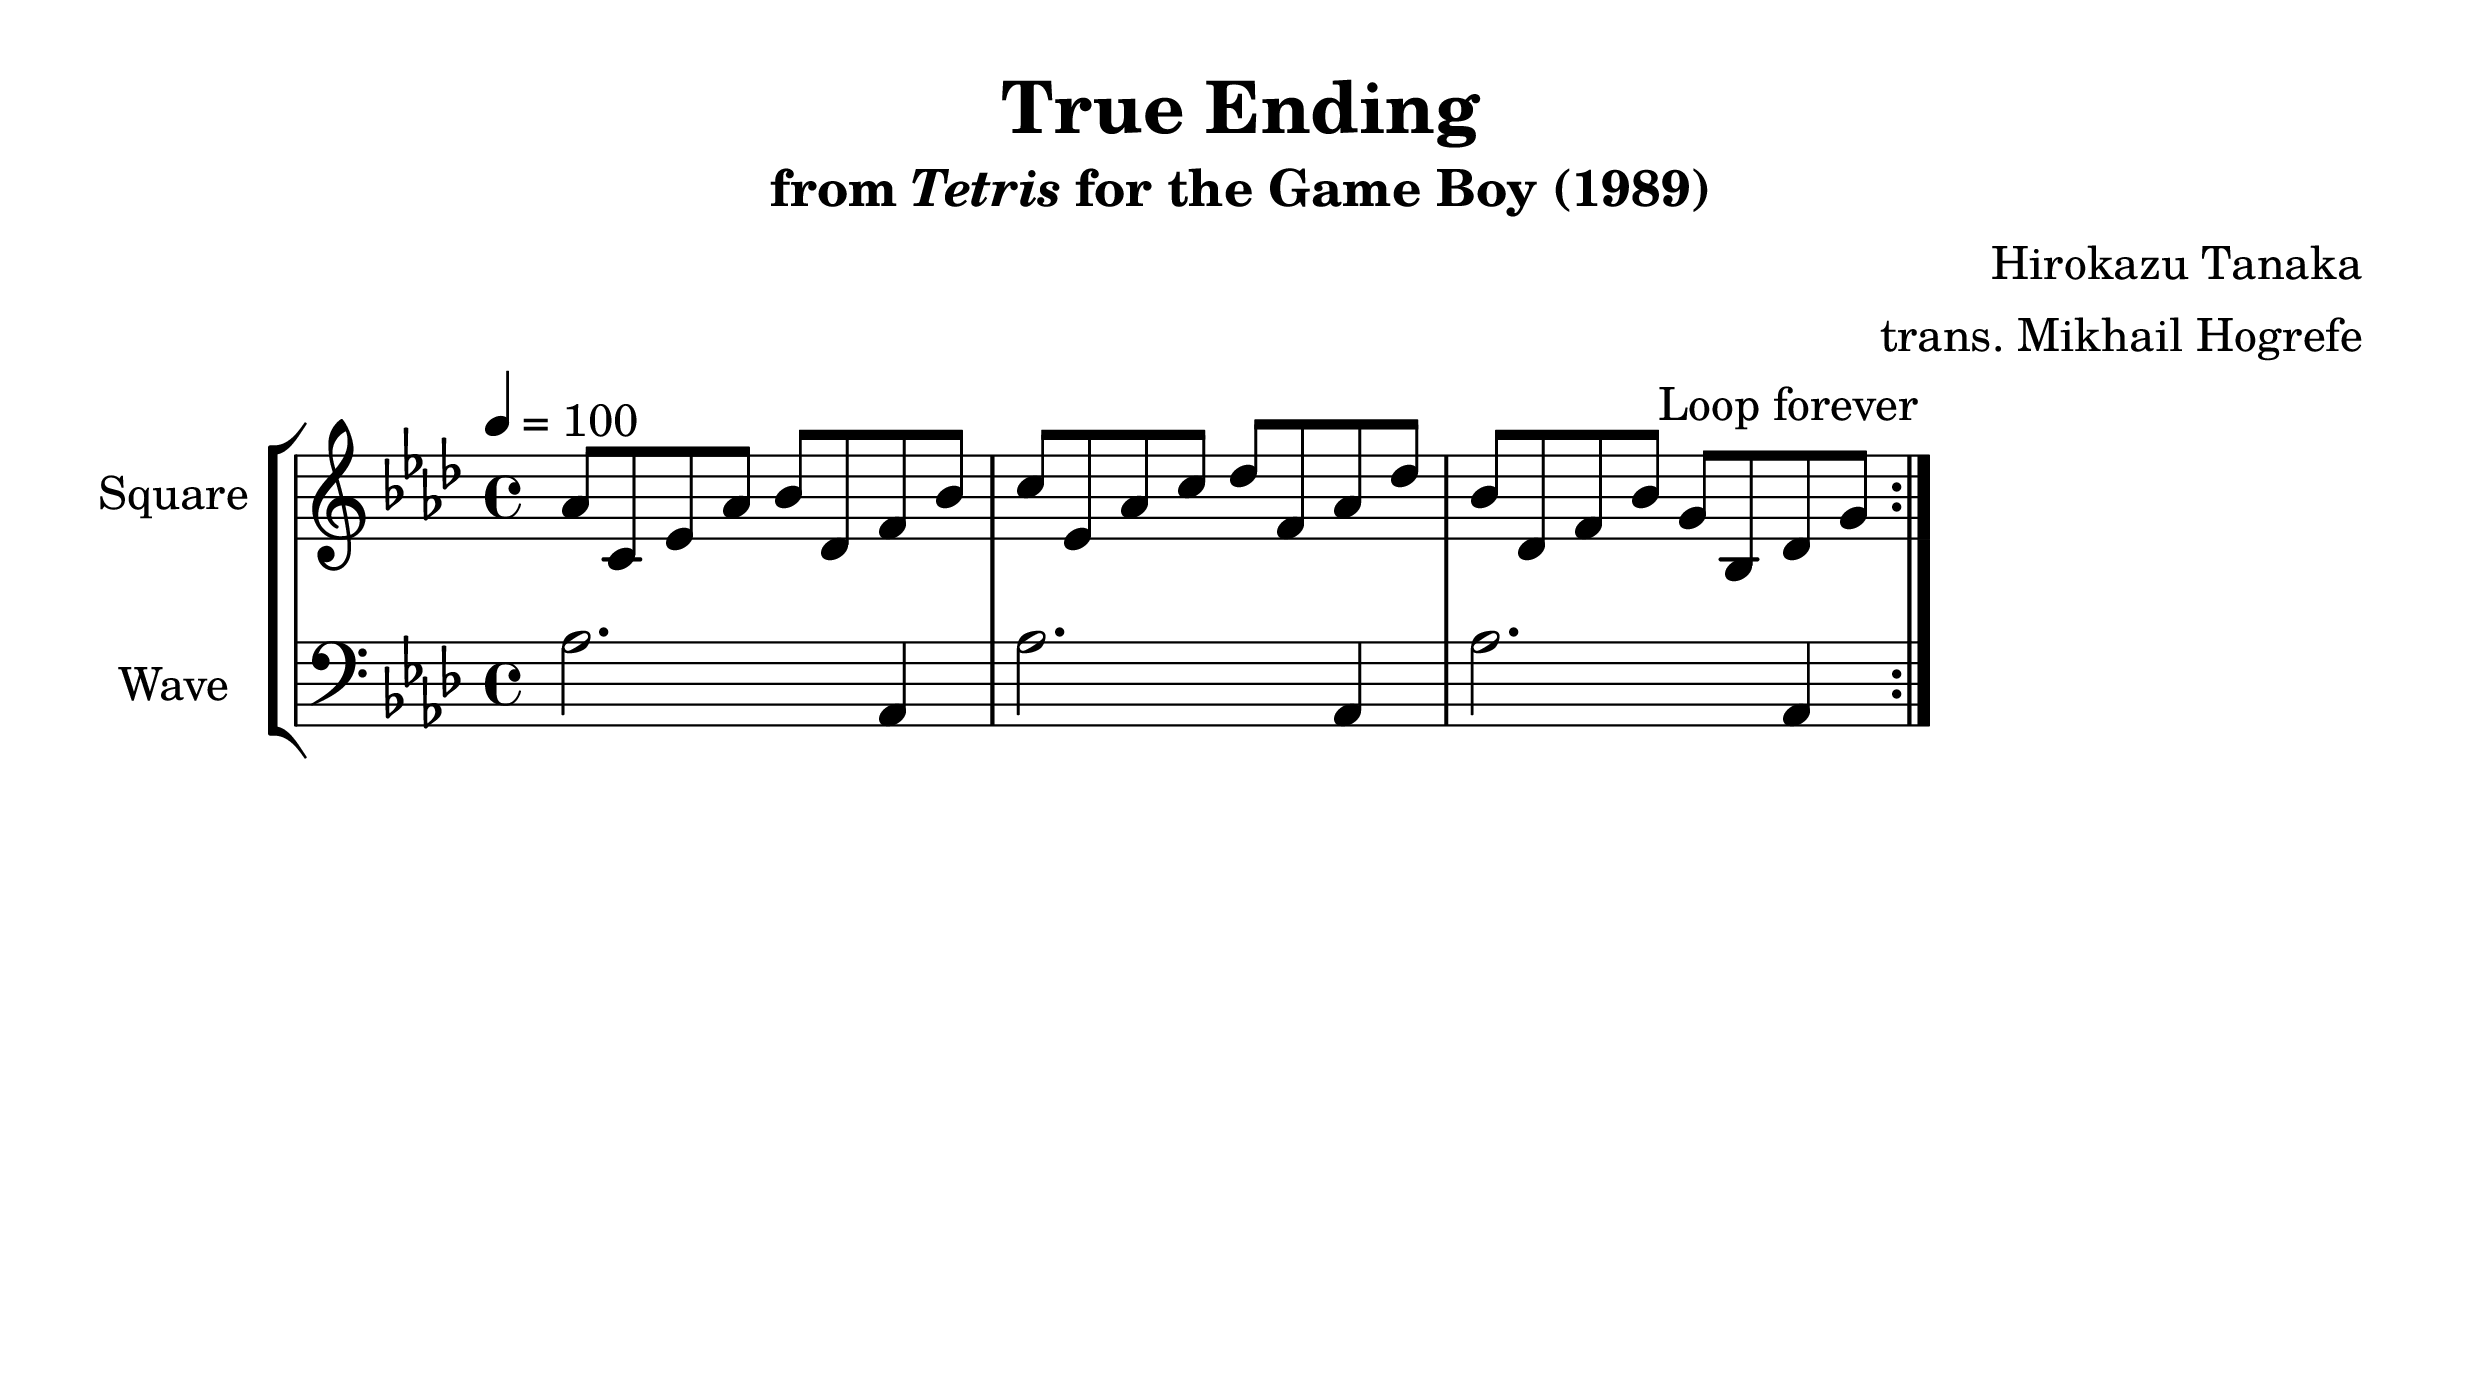 True Ending
from Tetris for the Game Boy (1989)
Hirokazu Tanaka
trans. Mikhail Hogrefe
= 100
Loop forever
Square
Wave